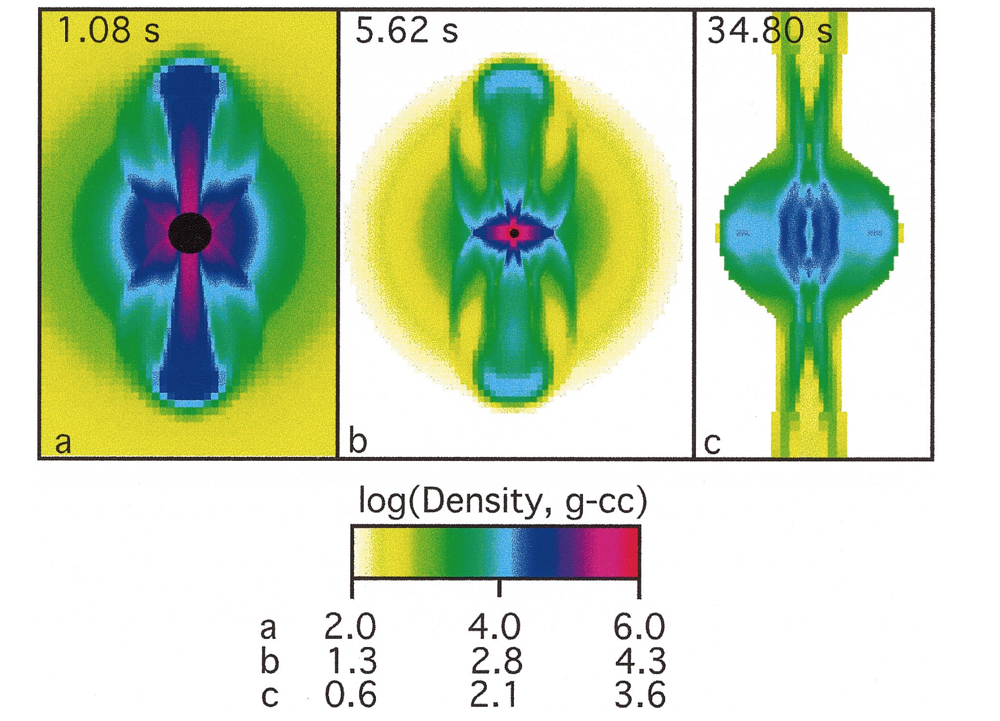 1.08 s 5.62 s 34.80 s
a b c
log(Density, g-cc)
a 2.0 4.0 6.0
b 1.3 2.8 4.3
c 0.6 2.1 3.6